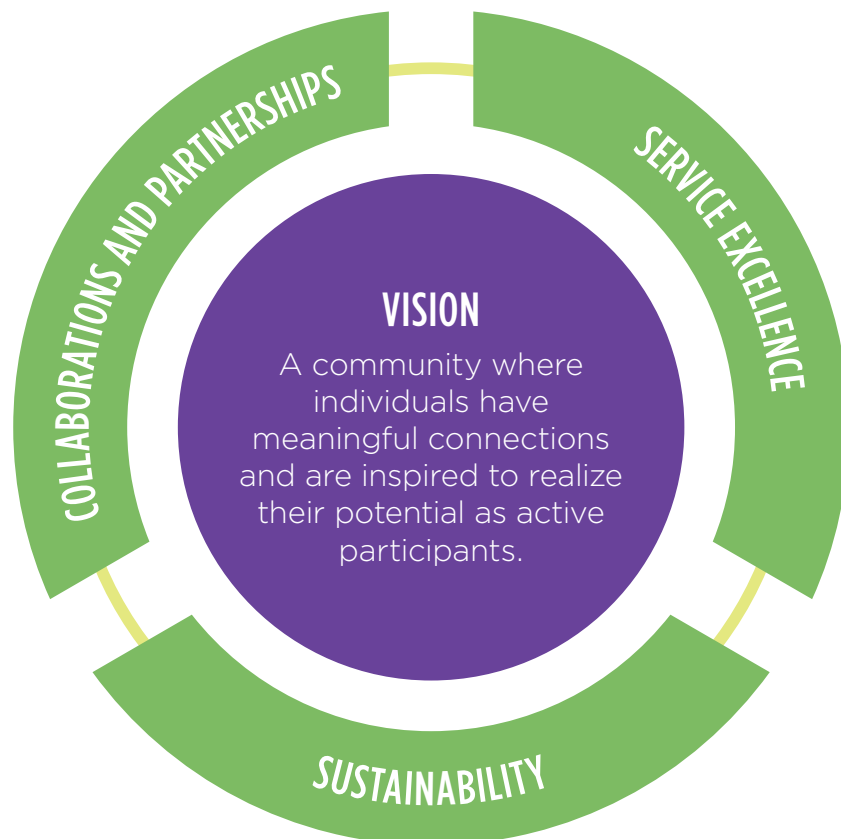 COLLABORATIONS AND PARTNERSHIPS
SERVICE EXCELLENCE
VISION
A community where
individuals have
meaningful connections
and are inspired to realize
their potential as active
participants.
SUSTAINABILITY